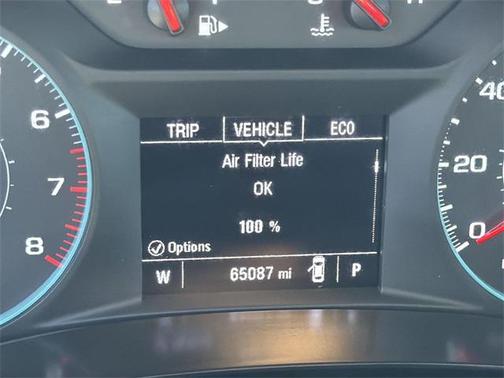 TRIP VEHICLE ECO
Air Filter Life
OK
100 %
Options
W 65087 mi P
6
7
8
40
20
0